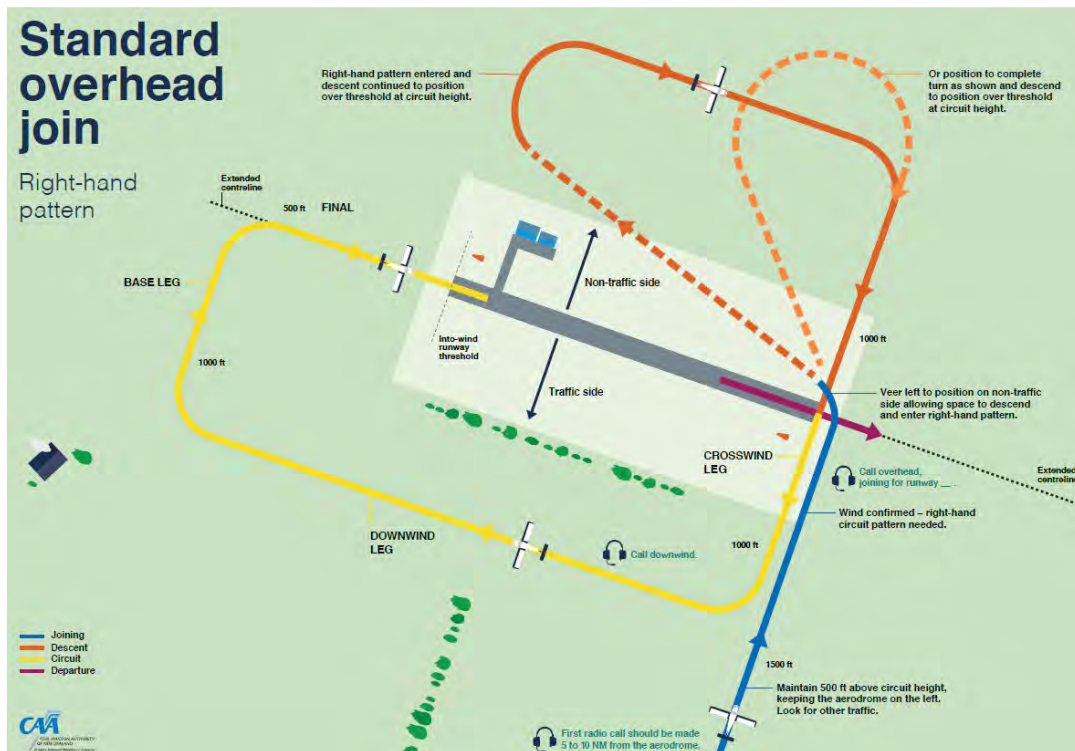 Standard
overhead
join
Right-hand
pattern
Right-hand pattern entered and
descent continued to position
over threshold at circuit height.
Or position to complete
turn as shown and descend
to position over threshold
at circuit height.
Extended
centreline
500 ft
FINAL
BASE LEG
1000 ft
Into-wind
runway
threshold
Non-traffic side
Traffic side
1000 ft
Veer left to position on non-traffic
side allowing space to descend
and enter right-hand pattern.
CROSSWIND
LEG
Call overhead,
joining for runway __ .
Extended
centreline
Wind confirmed – right-hand
circuit pattern needed.
DOWNWIND
LEG
Call downwind.
1000 ft
1500 ft
Maintain 500 ft above circuit height,
keeping the aerodrome on the left.
Look for other traffic.
First radio call should be made
5 to 10 NM from the aerodrome.
Joining
Descent
Circuit
Departure
CAA
CIVIL AVIATION AUTHORITY
OF NEW ZEALAND